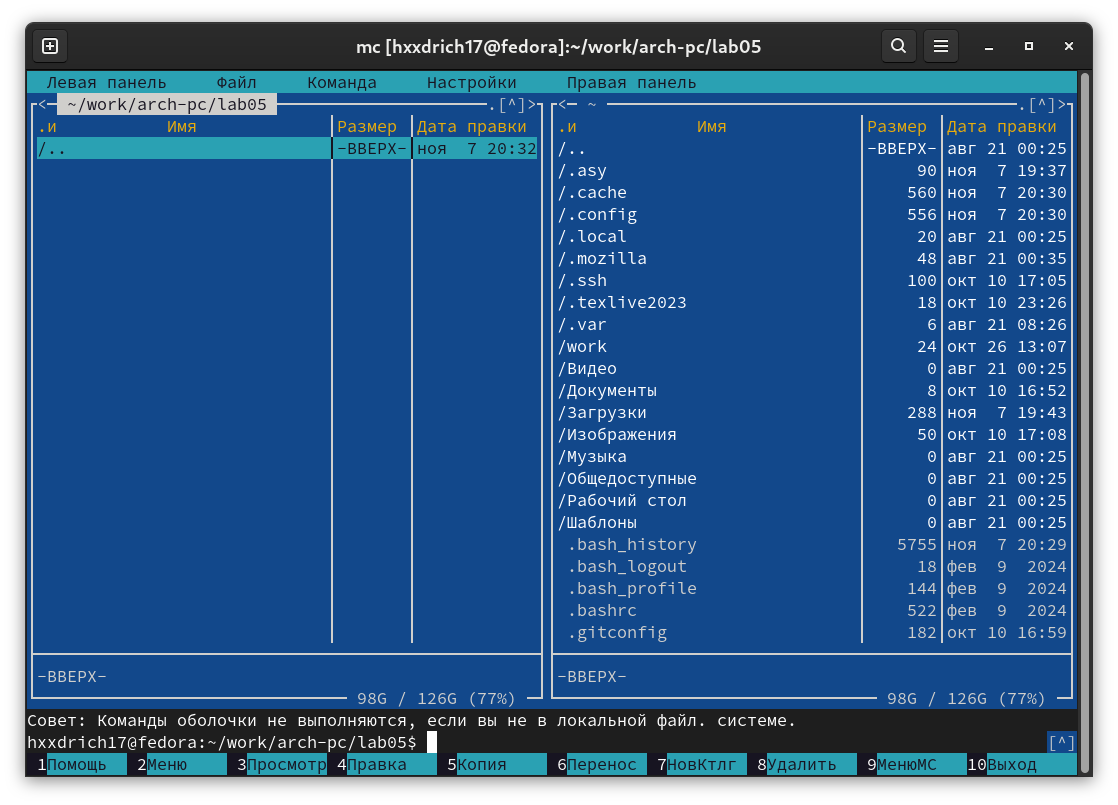 mc [hxxdrich17@fedora]:~/work/arch-pc/lab05
Левая панель Файл Команда Настройки Правая панель
<─ ~/work/arch-pc/lab05 ─.[^]>
.и Имя Размер Дата правки
/.. -ВВЕРХ- ноя 7 20:32
-ВВЕРХ-
98G / 126G (77%)
<─ ~ ─.[^]>
.и Имя Размер Дата правки
/.. -ВВЕРХ- авг 21 00:25
/.asy 90 ноя 7 19:37
/.cache 560 ноя 7 20:30
/.config 556 ноя 7 20:30
/.local 20 авг 21 00:25
/.mozilla 48 авг 21 00:35
/.ssh 100 окт 10 17:05
/.texlive2023 18 окт 10 23:26
/.var 6 авг 21 08:26
/work 24 окт 26 13:07
/Видео 0 авг 21 00:25
/Документы 8 окт 10 16:52
/Загрузки 288 ноя 7 19:43
/Изображения 50 окт 10 17:08
/Музыка 0 авг 21 00:25
/Общедоступные 0 авг 21 00:25
/Рабочий стол 0 авг 21 00:25
/Шаблоны 0 авг 21 00:25
.bash_history 5755 ноя 7 20:29
.bash_logout 18 фев 9 2024
.bash_profile 144 фев 9 2024
.bashrc 522 фев 9 2024
.gitconfig 182 окт 10 16:59
-ВВЕРХ-
98G / 126G (77%)
Совет: Команды оболочки не выполняются, если вы не в локальной файл. системе.
hxxdrich17@fedora:~/work/arch-pc/lab05$ [^]
1Помощь 2Меню 3Просмотр 4Правка 5Копия 6Перенос 7НовКтлг 8Удалить 9МенюМС 10Выход